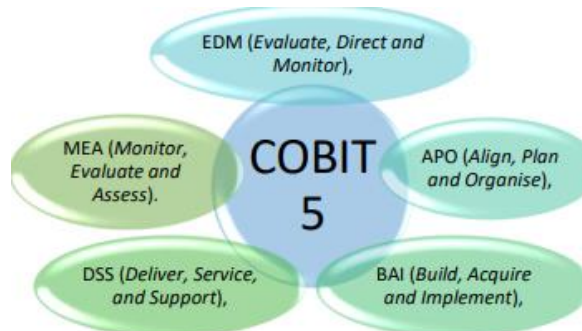 EDM (Evaluate, Direct and
Monitor),
MEA (Monitor,
Evaluate and
Assess).
COBIT
5
APO (Align, Plan
and Organise),
DSS (Deliver, Service,
and Support),
BAI (Build, Acquire
and Implement),